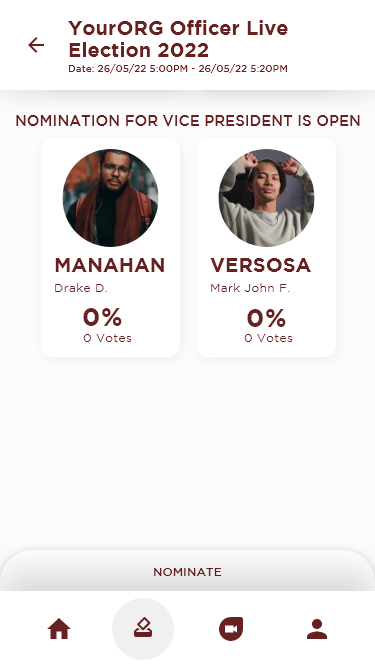 YourORG Officer Live
Election 2022
Date: 26/05/22 5:00PM - 26/05/22 5:20PM
NOMINATION FOR VICE PRESIDENT IS OPEN
MANAHAN
Drake D.
0%
0 Votes
VERSOSA
Mark John F.
0%
0 Votes
NOMINATE